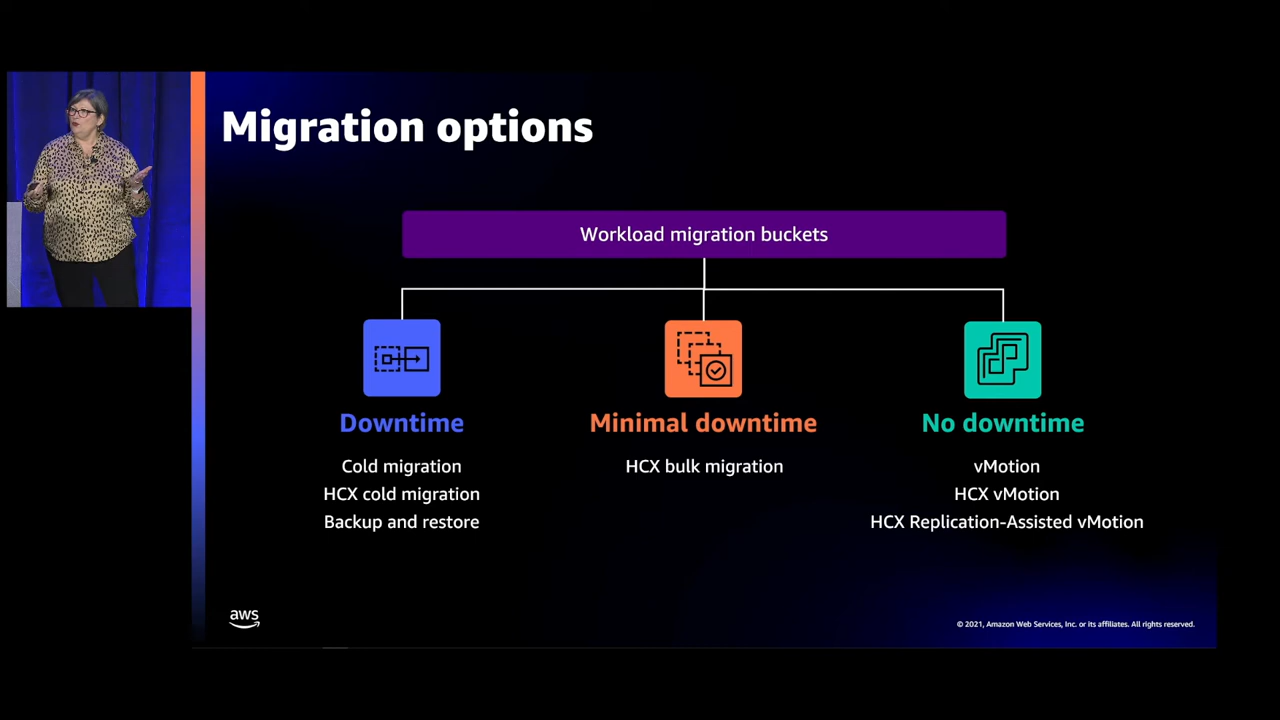 Migration options
Workload migration buckets
Downtime
Cold migration
HCX cold migration
Backup and restore
Minimal downtime
HCX bulk migration
No downtime
vMotion
HCX vMotion
HCX Replication-Assisted vMotion
aws
© 2021, Amazon Web Services, Inc. or its affiliates. All rights reserved.